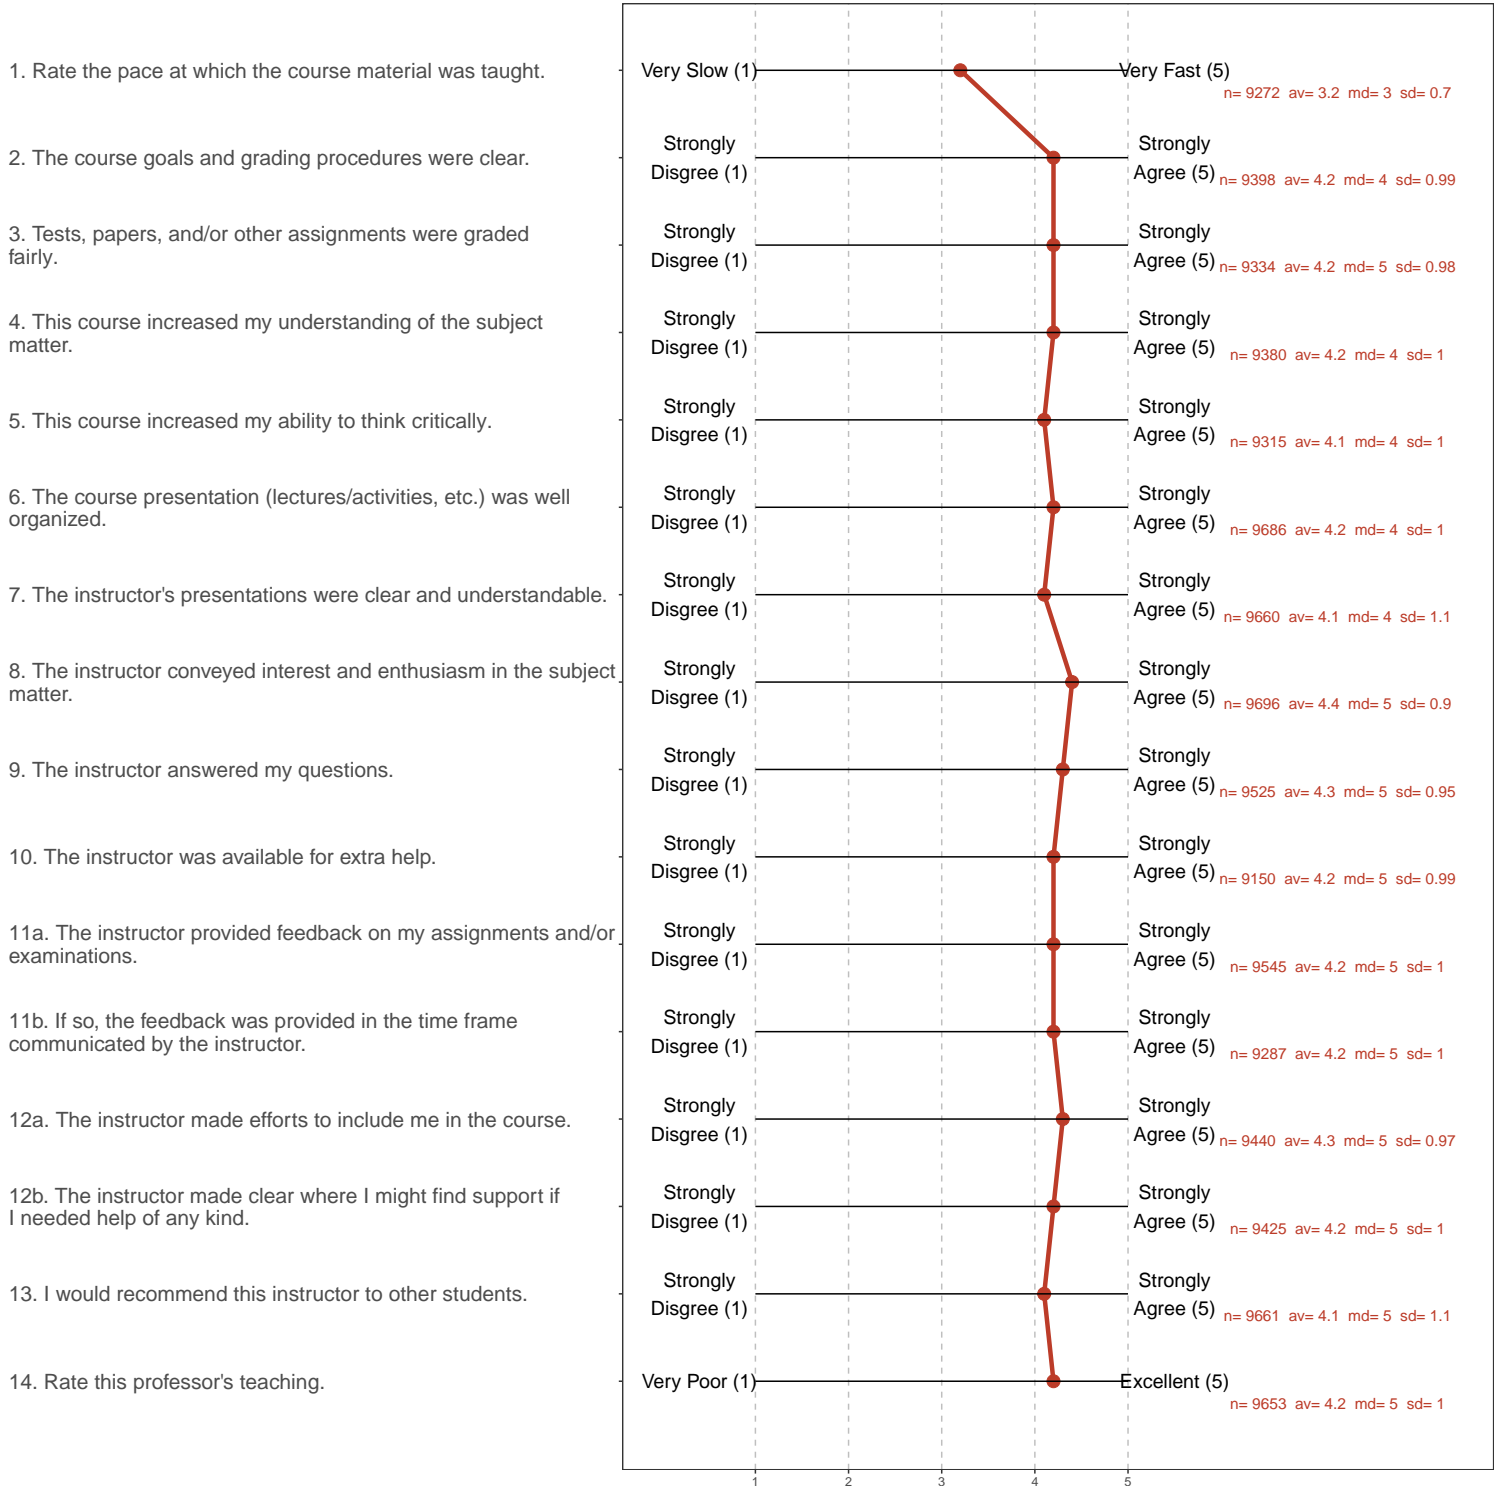 1. Rate the pace at which the course material was taught.
Very Slow (1)
Very Fast (5)
n= 9272 av= 3.2 md= 3 sd= 0.7
2. The course goals and grading procedures were clear.
Strongly
Disgree (1)
Strongly
Agree (5)
n= 9398 av= 4.2 md= 4 sd= 0.99
3. Tests, papers, and/or other assignments were graded
fairly.
Strongly
Disgree (1)
Strongly
Agree (5)
n= 9334 av= 4.2 md= 5 sd= 0.98
4. This course increased my understanding of the subject
matter.
Strongly
Disgree (1)
Strongly
Agree (5)
n= 9380 av= 4.2 md= 4 sd= 1
5. This course increased my ability to think critically.
Strongly
Disgree (1)
Strongly
Agree (5)
n= 9315 av= 4.1 md= 4 sd= 1
6. The course presentation (lectures/activities, etc.) was well
organized.
Strongly
Disgree (1)
Strongly
Agree (5)
n= 9686 av= 4.2 md= 4 sd= 1
7. The instructor's presentations were clear and understandable.
Strongly
Disgree (1)
Strongly
Agree (5)
n= 9660 av= 4.1 md= 4 sd= 1.1
8. The instructor conveyed interest and enthusiasm in the subject
matter.
Strongly
Disgree (1)
Strongly
Agree (5)
n= 9696 av= 4.4 md= 5 sd= 0.9
9. The instructor answered my questions.
Strongly
Disgree (1)
Strongly
Agree (5)
n= 9525 av= 4.3 md= 5 sd= 0.95
10. The instructor was available for extra help.
Strongly
Disgree (1)
Strongly
Agree (5)
n= 9150 av= 4.2 md= 5 sd= 0.99
11a. The instructor provided feedback on my assignments and/or
examinations.
Strongly
Disgree (1)
Strongly
Agree (5)
n= 9545 av= 4.2 md= 5 sd= 1
11b. If so, the feedback was provided in the time frame
communicated by the instructor.
Strongly
Disgree (1)
Strongly
Agree (5)
n= 9287 av= 4.2 md= 5 sd= 1
12a. The instructor made efforts to include me in the course.
Strongly
Disgree (1)
Strongly
Agree (5)
n= 9440 av= 4.3 md= 5 sd= 0.97
12b. The instructor made clear where I might find support if
I needed help of any kind.
Strongly
Disgree (1)
Strongly
Agree (5)
n= 9425 av= 4.2 md= 5 sd= 1
13. I would recommend this instructor to other students.
Strongly
Disgree (1)
Strongly
Agree (5)
n= 9661 av= 4.1 md= 5 sd= 1.1
14. Rate this professor's teaching.
Very Poor (1)
Excellent (5)
n= 9653 av= 4.2 md= 5 sd= 1
1 2 3 4 5